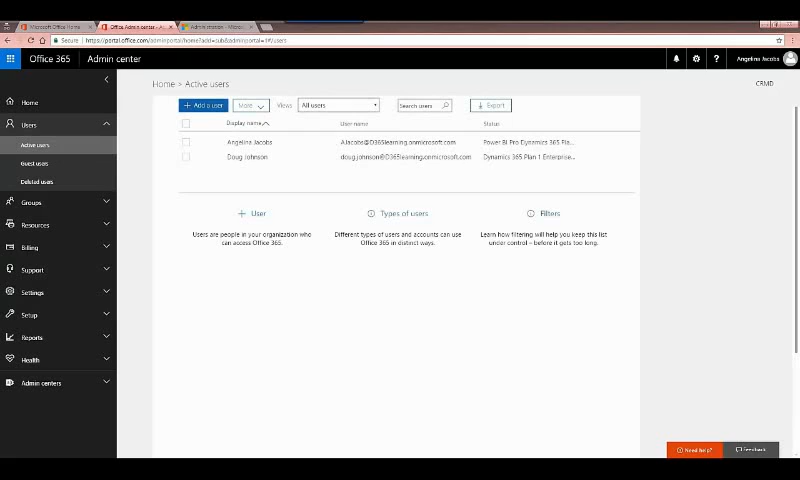 Microsoft Office Home
Office Admin center - A...
Administration - Micros...
Secure
https://portal.office.com/adminportal/home?add=sub&adminportal=1#/users
Office 365
Admin center
Angelina Jacobs
Home > Active users
CRMD
Home
Users
Active users
Guest users
Deleted users
Groups
Resources
Billing
Support
Settings
Setup
Reports
Health
Admin centers
+ Add a user
More
Views
All users
Search users
Export
Display name
User name
Status
Angelina Jacobs
AJacobs@D365learning.onmicrosoft.com
Power BI Pro Dynamics 365 Pla...
Doug Johnson
doug.johnson@D365learning.onmicrosoft.com
Dynamics 365 Plan 1 Enterprise...
+ User
Users are people in your organization who
can access Office 365.
Types of users
Different types of users and accounts can use
Office 365 in distinct ways.
Filters
Learn how filtering will help you keep this list
under control – before it gets too long.
Need help?
Feedback